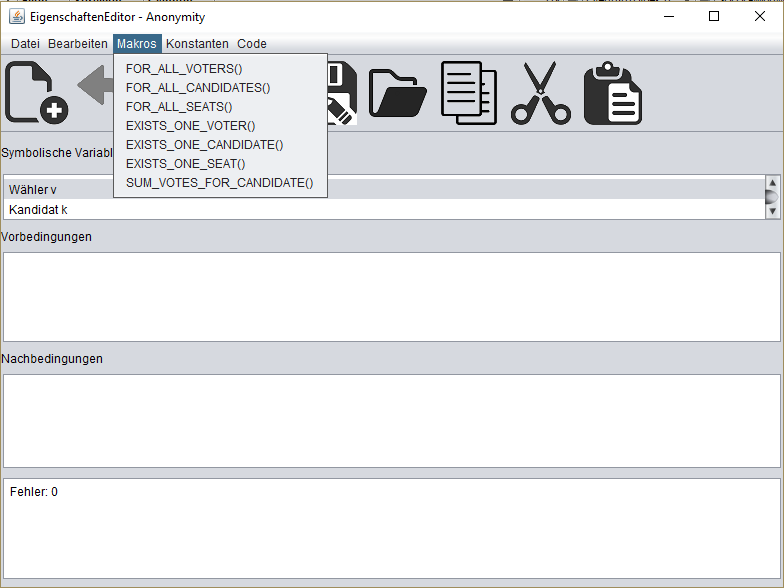 EigenschaftenEditor - Anonymity
Datei Bearbeiten Makros Konstanten Code
FOR_ALL_VOTERS()
FOR_ALL_CANDIDATES()
FOR_ALL_SEATS()
EXISTS_ONE_VOTER()
EXISTS_ONE_CANDIDATE()
EXISTS_ONE_SEAT()
SUM_VOTES_FOR_CANDIDATE()
Symbolische Variabl
Wähler v
Kandidat k
Vorbedingungen
Nachbedingungen
Fehler: 0